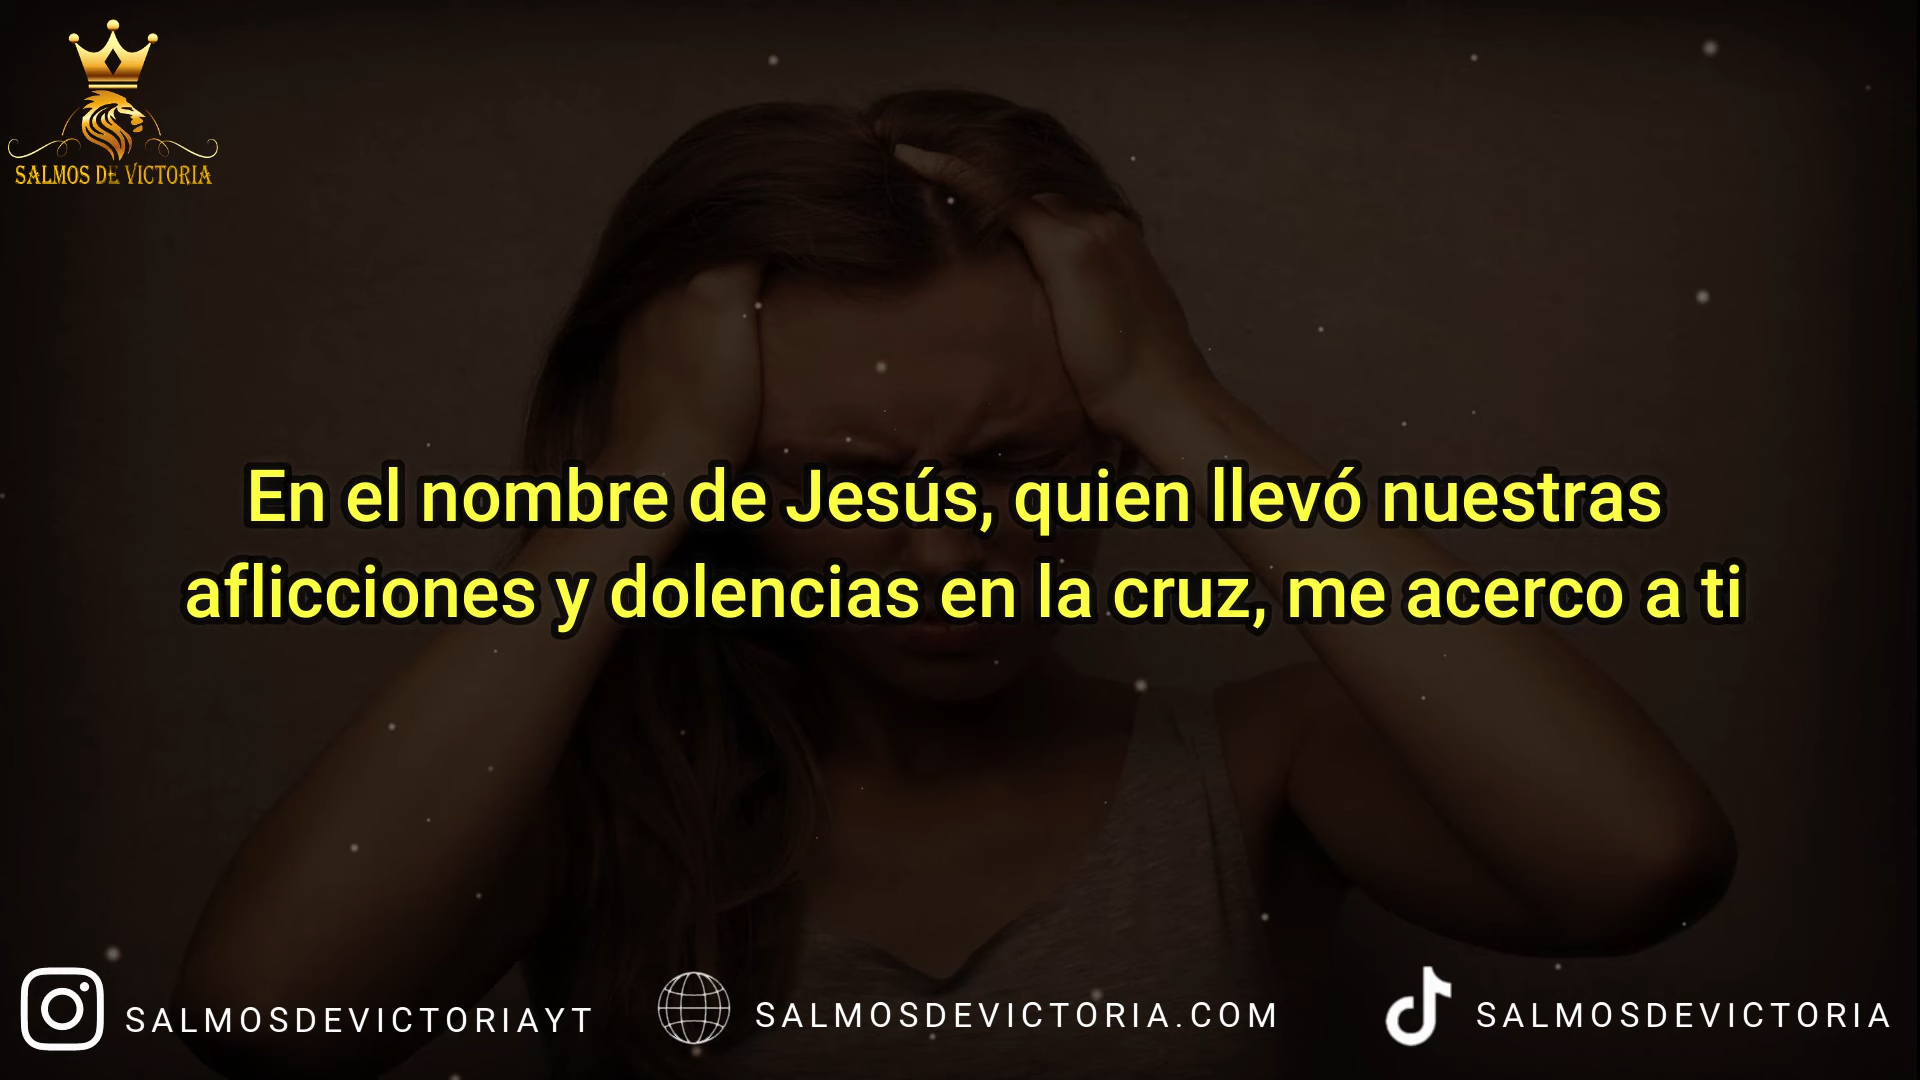 SALMOS DE VICTORIA
En el nombre de Jesús, quien llevó nuestras
aflicciones y dolencias en la cruz, me acerco a ti
SALMOSDEVICTORIAYT
SALMOSDEVICTORIA.COM
SALMOSDEVICTORIA